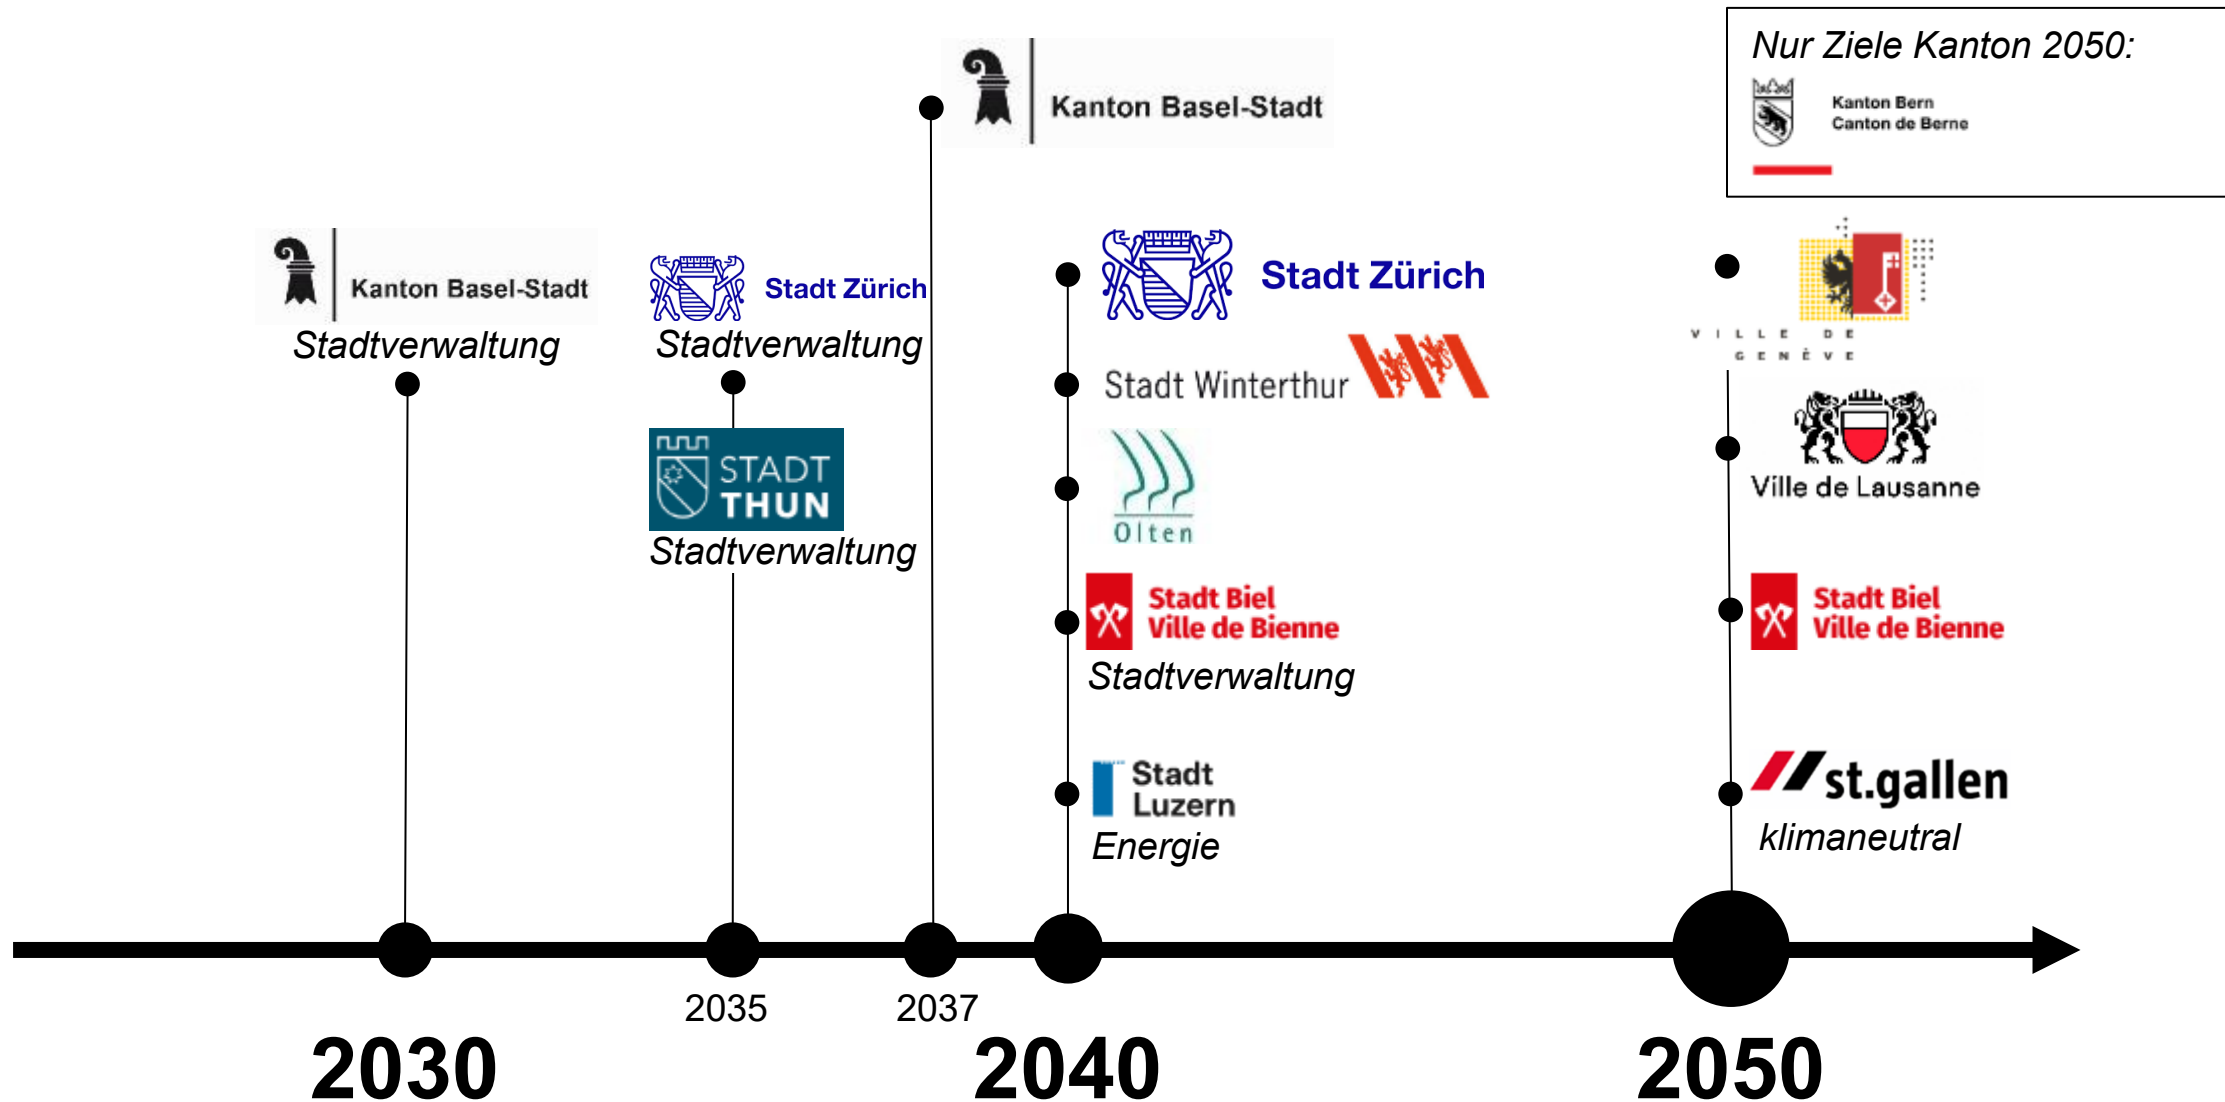 Nur Ziele Kanton 2050:
Kanton Bern
Canton de Berne
Kanton Basel-Stadt
Kanton Basel-Stadt
Stadtverwaltung
Stadt Zürich
Stadtverwaltung
STADT
THUN
Stadtverwaltung
Stadt Zürich
Stadt Winterthur
Olten
Stadt Biel
Ville de Bienne
Stadtverwaltung
Stadt
Luzern
Energie
VILLE DE
GENÈVE
Ville de Lausanne
Stadt Biel
Ville de Bienne
st.gallen
klimaneutral
2035
2037
2030
2040
2050